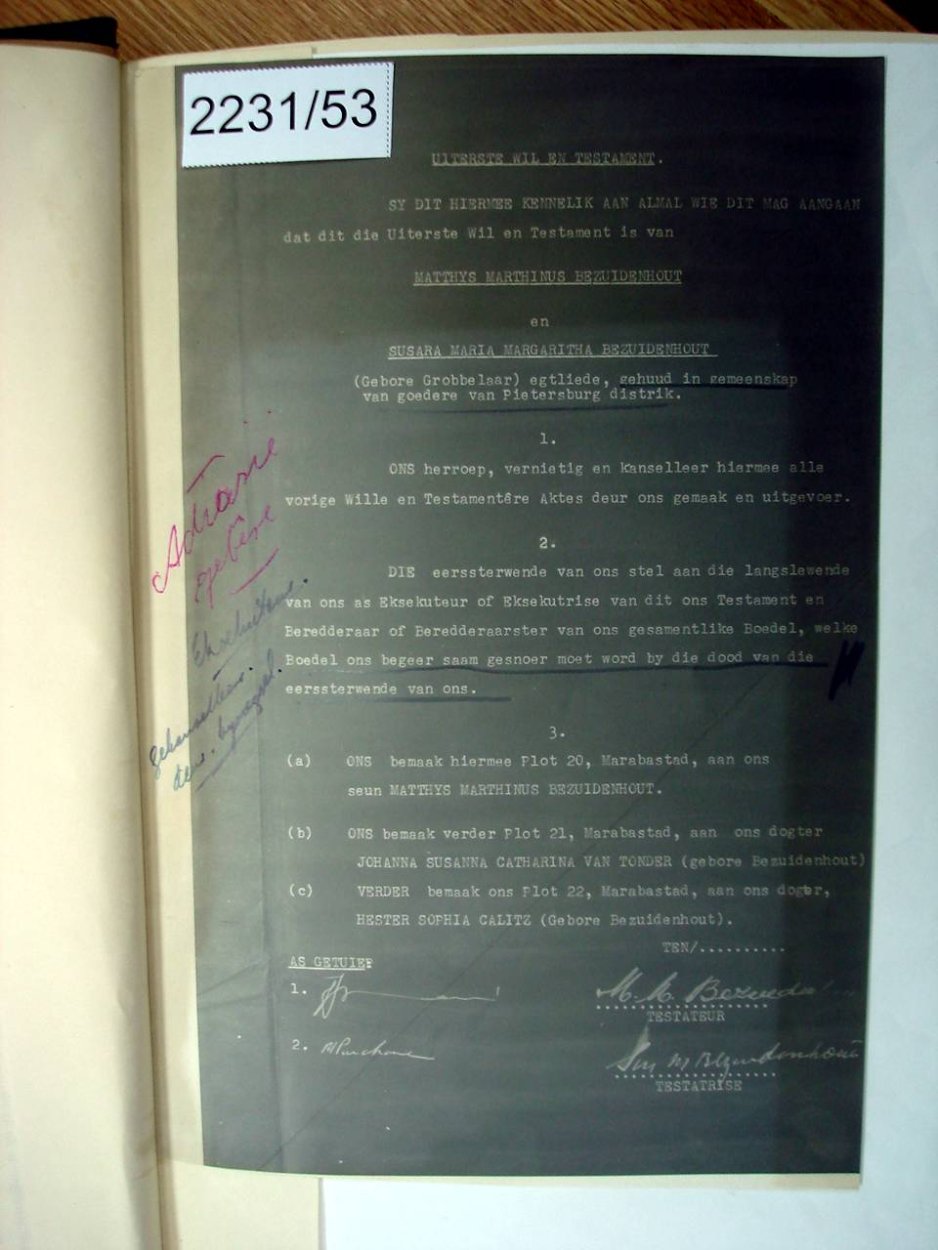 2231/53
UITERSTE WIL EN TESTAMENT.
SY DIT HIERMEE KENNELIK AAN ALMAL WIE DIT MAG AANGAAN
dat dit die Uiterste Wil en Testament is van
MATTHYS MARTHINUS BEZUIDENHOUT
en
SUSARA MARIA MARGARITHA BEZUIDENHOUT
(Gebore Grobbelaar) egtliede, gehuud in gemeenskap
van goedere van Pietersburg distrik.
1.
ONS herroep, vernietig en kanselleer hiermee alle
vorige Wille en Testamentêre Aktes deur ons gemaak en uitgevoer.
2.
DIE eerssterwende van ons stel aan die langslewende
van ons as Eksekuteur of Eksekutrise van dit ons Testament en
Beredderaar of Beredderaarster van ons gesamentlike Boedel, welke
Boedel ons begeer saam gesnoer moet word by die dood van die
eerssterwende van ons.
3.
(a) ONS bemaak hiermee Plot 20, Marabastad, aan ons
seun MATTHYS MARTHINUS BEZUIDENHOUT.
(b) ONS bemaak verder Plot 21, Marabastad, aan ons dogter
JOHANNA SUSANNA CATHARINA VAN TONDER (gebore Bezuidenhout)
(c) VERDER bemaak ons Plot 22, Marabastad, aan ons dogter,
HESTER SOPHIA CALITZ (Gebore Bezuidenhout).
TEN/..........
AS GETUIE:
1.
M. M. Bezuidenhout
TESTATEUR
2.
Bezuidenhout
TESTATRISE
Adiasie
gekanselleer